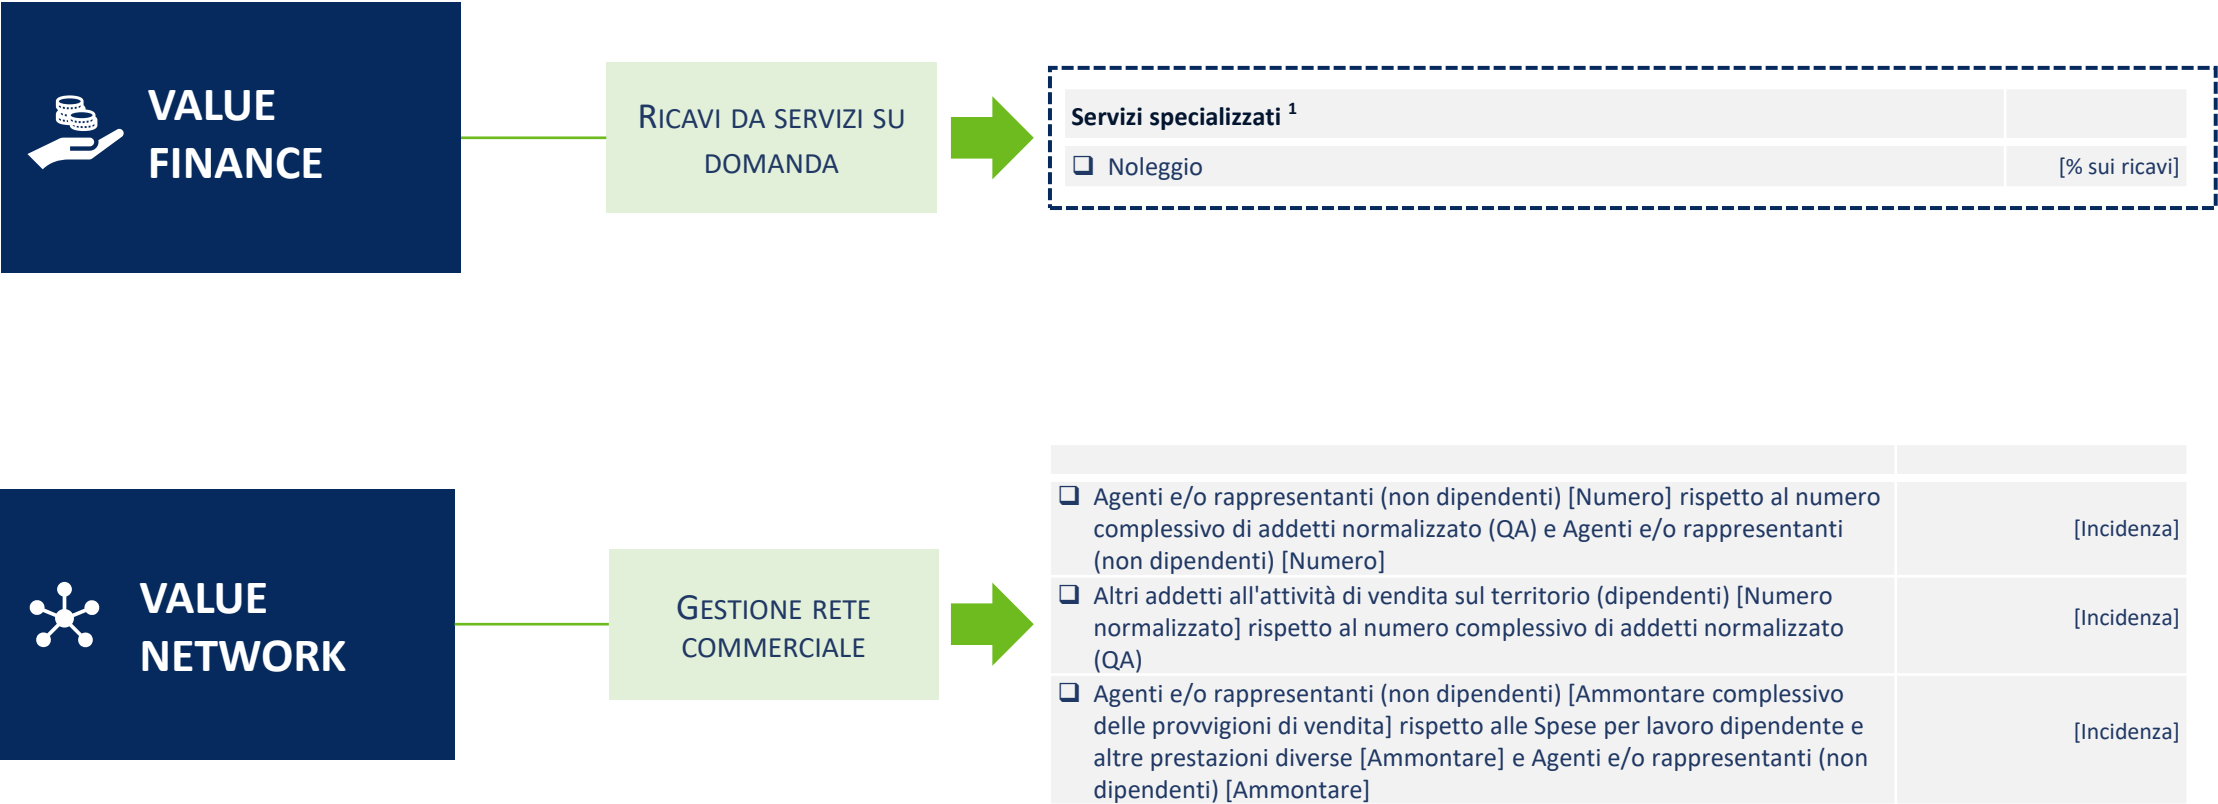 VALUE
FINANCE
RICAVI DA SERVIZI SU
DOMANDA
Servizi specializzati 1
❑ Noleggio
[% sui ricavi]
VALUE
NETWORK
GESTIONE RETE
COMMERCIALE
❑ Agenti e/o rappresentanti (non dipendenti) [Numero] rispetto al numero
complessivo di addetti normalizzato (QA) e Agenti e/o rappresentanti
(non dipendenti) [Numero]
[Incidenza]
❑ Altri addetti all'attività di vendita sul territorio (dipendenti) [Numero
normalizzato] rispetto al numero complessivo di addetti normalizzato
(QA)
[Incidenza]
❑ Agenti e/o rappresentanti (non dipendenti) [Ammontare complessivo
delle provvigioni di vendita] rispetto alle Spese per lavoro dipendente e
altre prestazioni diverse [Ammontare] e Agenti e/o rappresentanti (non
dipendenti) [Ammontare]
[Incidenza]